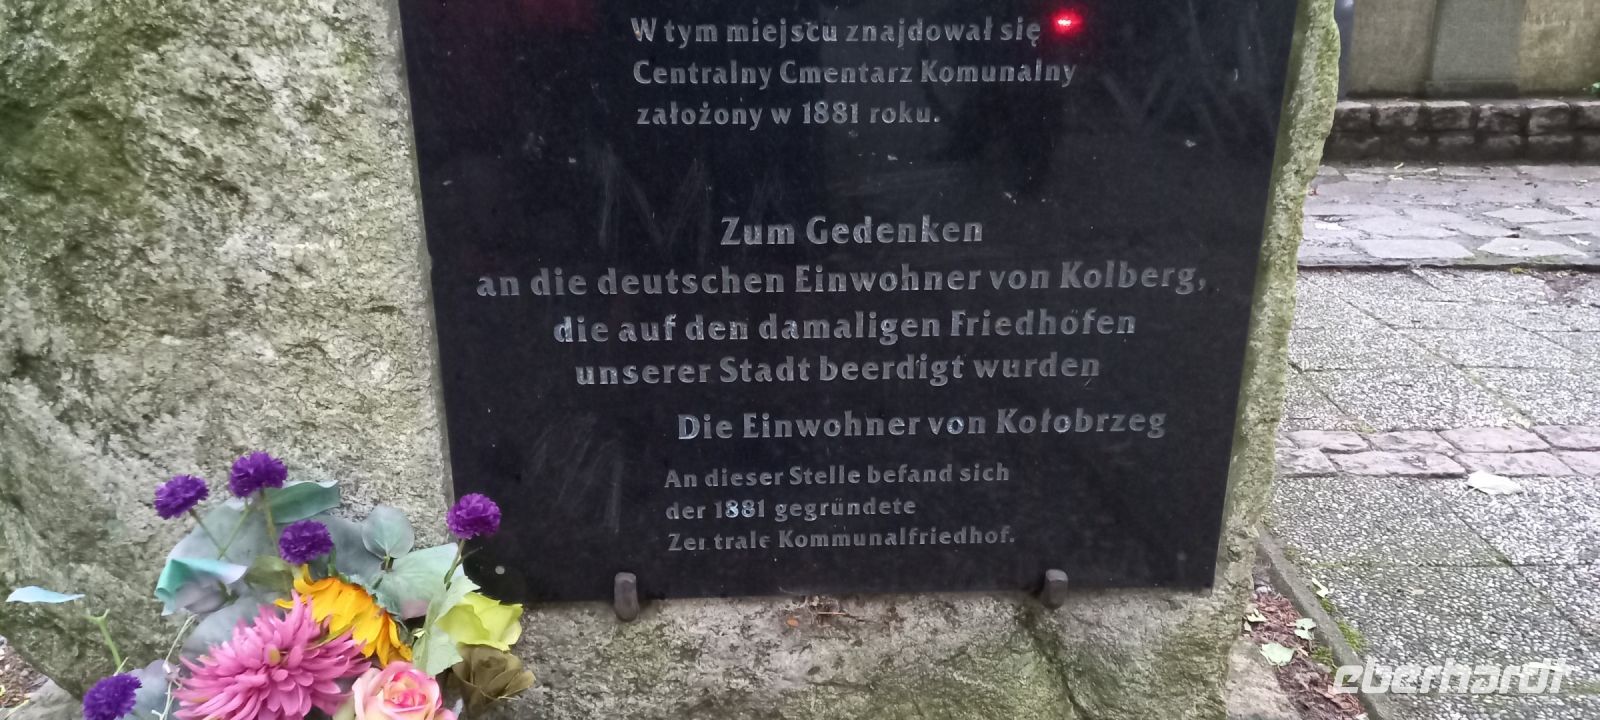 W tym miejscu znajdował się
Centralny Cmentarz Komunalny
założony w 1881 roku.
Zum Gedenken
an die deutschen Einwohner von Kolberg,
die auf den damaligen Friedhöfen
unserer Stadt beerdigt wurden
Die Einwohner von Kołobrzeg
An dieser Stelle befand sich
der 1881 gegründete
Zentrale Kommunalfriedhof.
eberhardt